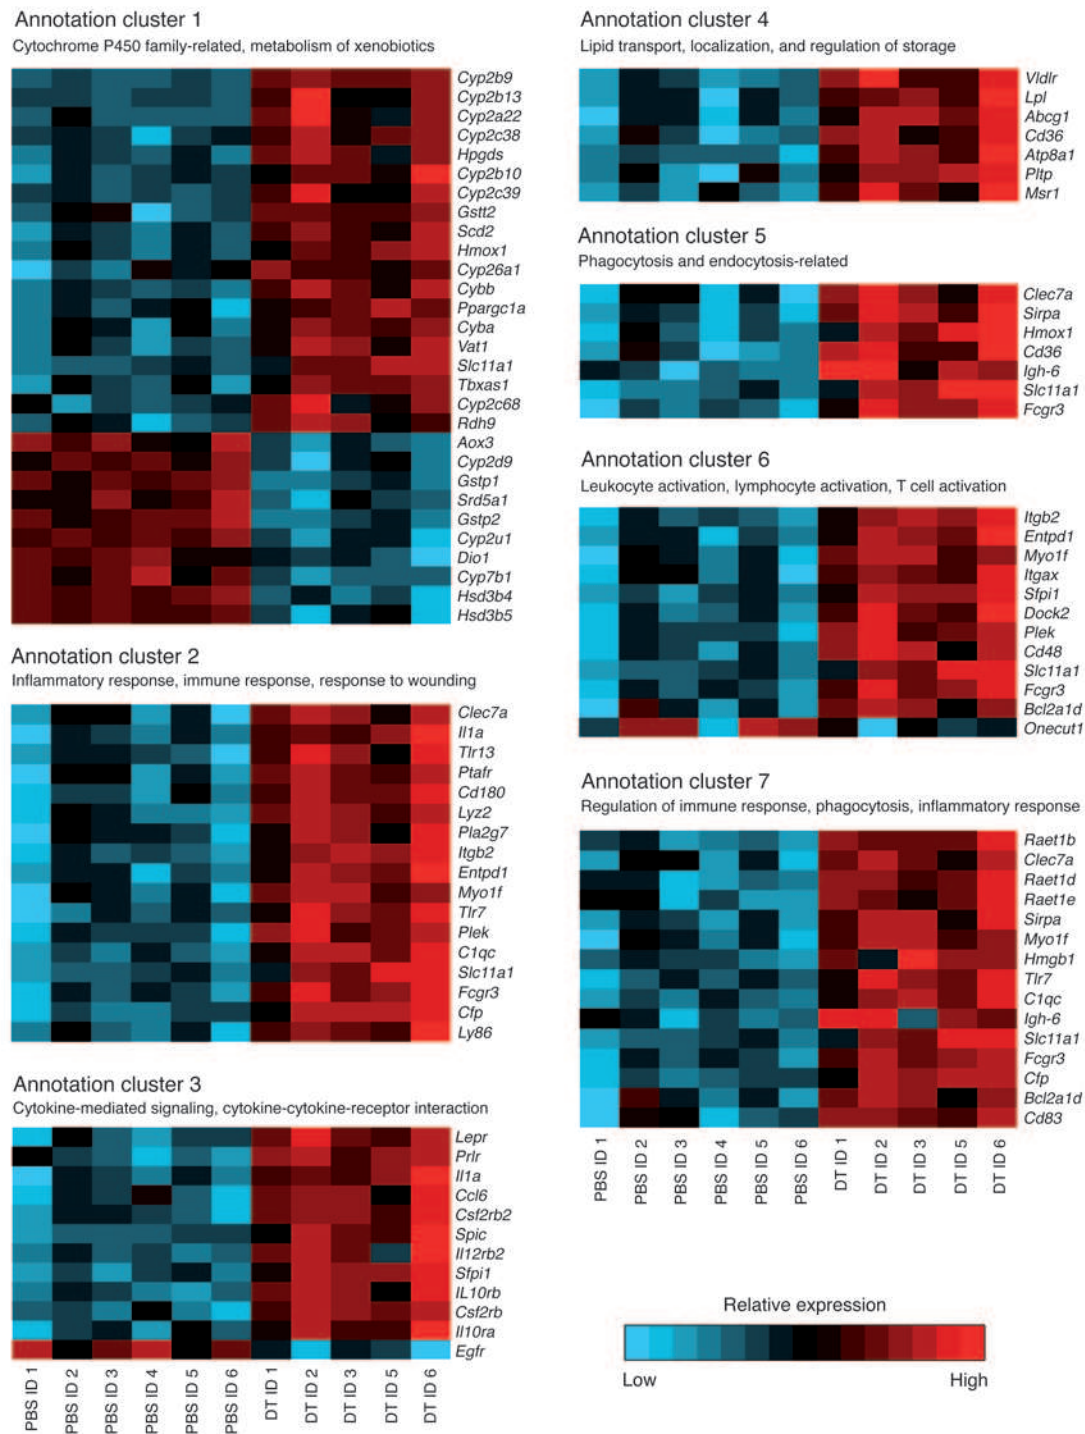 Annotation cluster 1
Cytochrome P450 family-related, metabolism of xenobiotics
Cyp2b9
Cyp2b13
Cyp2a22
Cyp2c38
Hpgds
Cyp2b10
Cyp2c39
Gstt2
Scd2
Hmox1
Cyp26a1
Cybb
Ppargc1a
Cyba
Vat1
Slc11a1
Tbxas1
Cyp2c68
Rdh9
Aox3
Cyp2d9
Gstp1
Srd5a1
Gstp2
Cyp2u1
Dio1
Cyp7b1
Hsd3b4
Hsd3b5
Annotation cluster 2
Inflammatory response, immune response, response to wounding
Clec7a
Il1a
Tlr13
Ptafr
Cd180
Lyz2
Pla2g7
Itgb2
Entpd1
Myo1f
Tlr7
Plek
C1qc
Slc11a1
Fcgr3
Cfp
Ly86
Annotation cluster 3
Cytokine-mediated signaling, cytokine-cytokine-receptor interaction
Lepr
Prlr
Il1a
Ccl6
Csf2rb2
Spic
Il12rb2
Sfpi1
IL10rb
Csf2rb
Il10ra
Egfr
PBS ID 1
PBS ID 2
PBS ID 3
PBS ID 4
PBS ID 5
PBS ID 6
DT ID 1
DT ID 2
DT ID 3
DT ID 5
DT ID 6
Annotation cluster 4
Lipid transport, localization, and regulation of storage
Vldlr
Lpl
Abcg1
Cd36
Atp8a1
Pltp
Msr1
Annotation cluster 5
Phagocytosis and endocytosis-related
Clec7a
Sirpa
Hmox1
Cd36
Igh-6
Slc11a1
Fcgr3
Annotation cluster 6
Leukocyte activation, lymphocyte activation, T cell activation
Itgb2
Entpd1
Myo1f
Itgax
Sfpi1
Dock2
Plek
Cd48
Slc11a1
Fcgr3
Bcl2a1d
Onecut1
Annotation cluster 7
Regulation of immune response, phagocytosis, inflammatory response
Raet1b
Clec7a
Raet1d
Raet1e
Sirpa
Myo1f
Hmgb1
Tlr7
C1qc
Igh-6
Slc11a1
Fcgr3
Cfp
Bcl2a1d
Cd83
PBS ID 1
PBS ID 2
PBS ID 3
PBS ID 4
PBS ID 5
PBS ID 6
DT ID 1
DT ID 2
DT ID 3
DT ID 5
DT ID 6
Relative expression
Low High